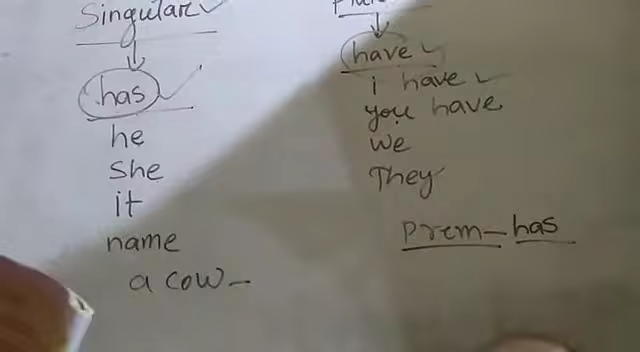 Singular
has
he
she
it
name
a cow -
have
i have
you have
we
They
Prem - has